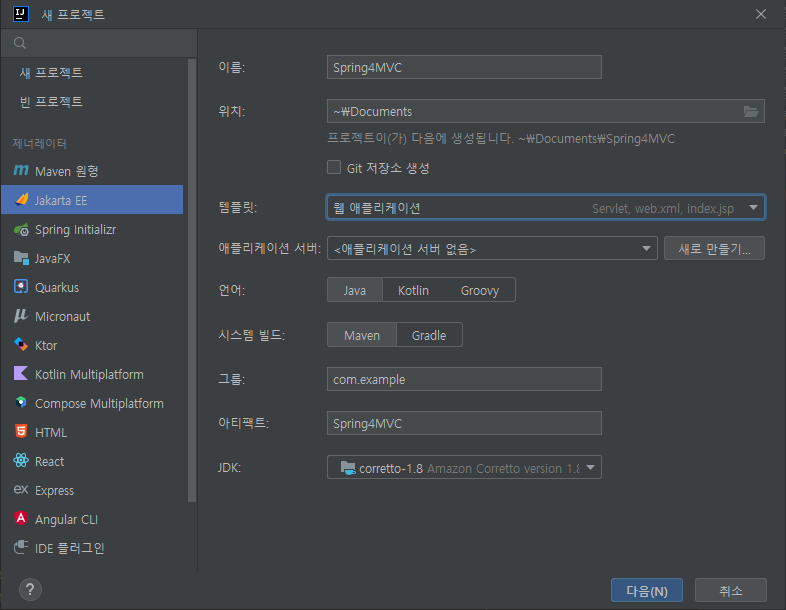 새 프로젝트
새 프로젝트
빈 프로젝트
제너레이터
Maven 원형
Jakarta EE
Spring Initializr
JavaFX
Quarkus
Micronaut
Ktor
Kotlin Multiplatform
Compose Multiplatform
HTML
React
Express
Angular CLI
IDE 플러그인
이름: Spring4MVC
위치: ~₩Documents
프로젝트이(가) 다음에 생성됩니다. ~₩Documents₩Spring4MVC
Git 저장소 생성
템플릿: 웹 애플리케이션 Servlet, web.xml, index.jsp
애플리케이션 서버: <애플리케이션 서버 없음> 새로 만들기...
언어: Java Kotlin Groovy
시스템 빌드: Maven Gradle
그룹: com.example
아티팩트: Spring4MVC
JDK: corretto-1.8 Amazon Corretto version 1.8
? 다음(N) 취소